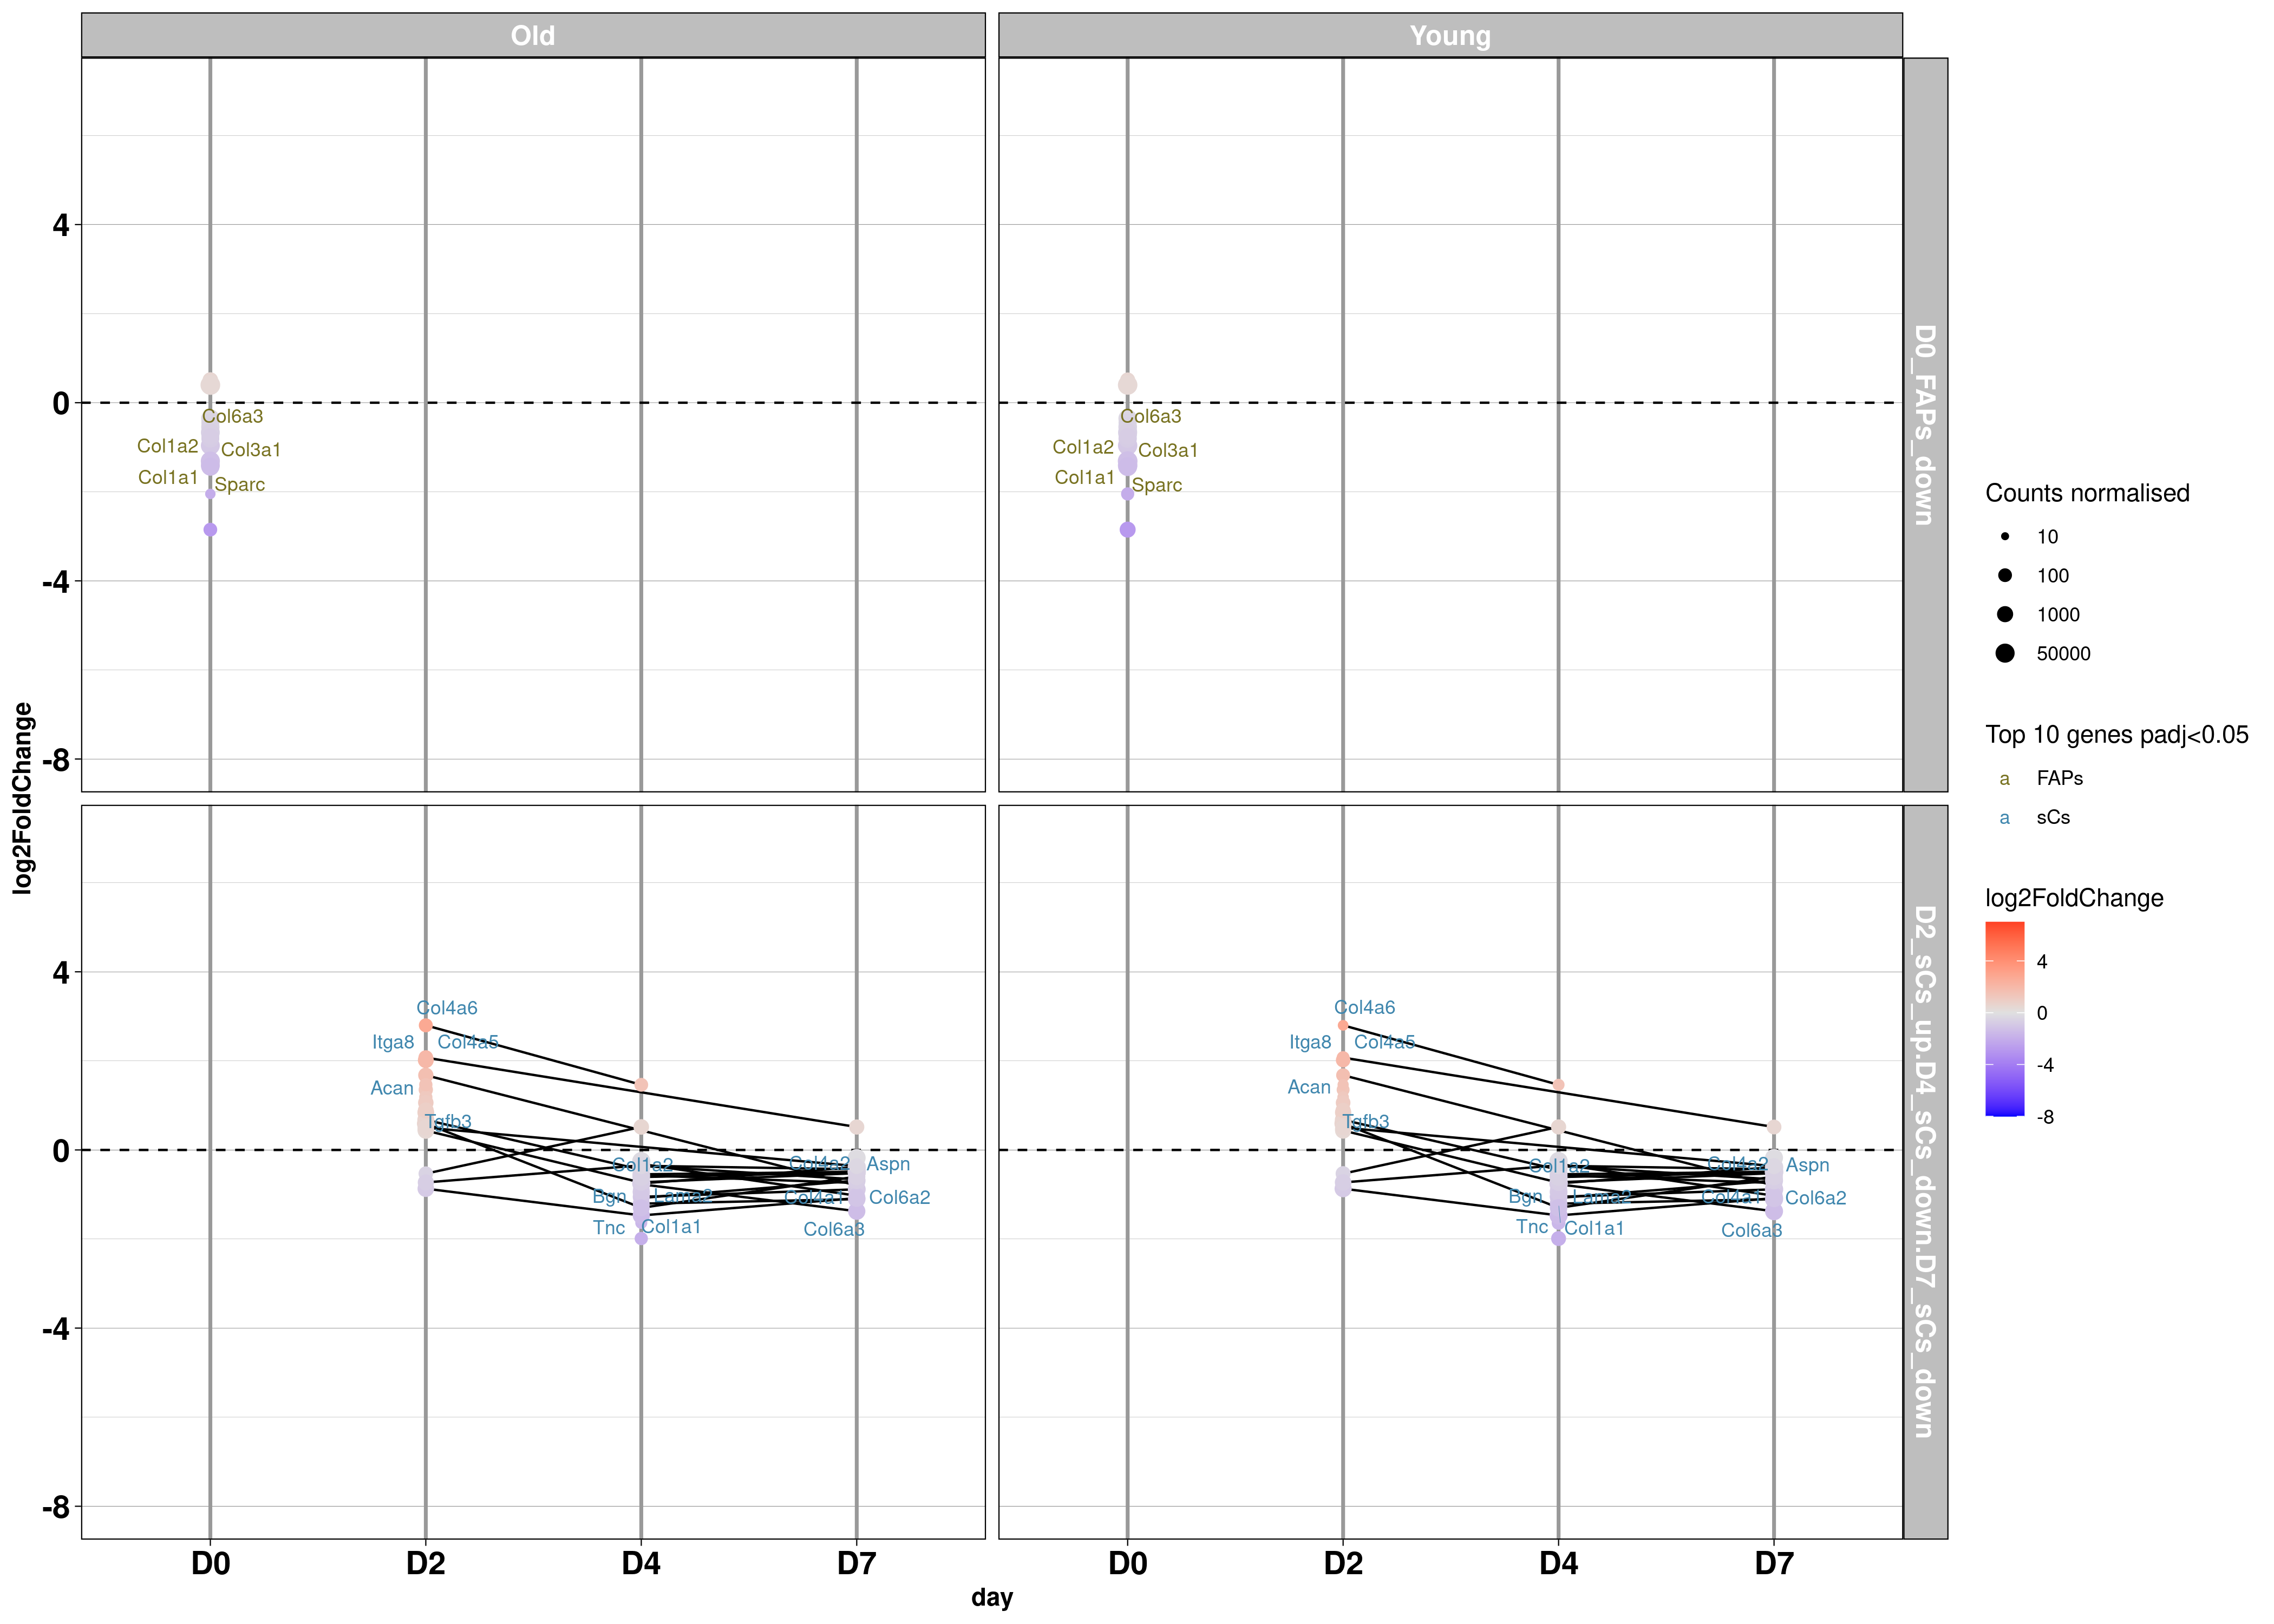 Old
Young
D0_FAPs_down
4
0
-4
-8
Col6a3
Col1a2
Col3a1
Col1a1
Sparc
Col6a3
Col1a2
Col3a1
Col1a1
Sparc
log2FoldChange
D2_sCs_up.D4_sCs_down.D7_sCs_down
4
0
-4
-8
Col4a6
Itga8
Col4a5
Acan
Tgfb3
Col1a2
Bgn
Lama2
Tnc
Col1a1
Col4a2
Aspn
Col4a1
Col6a2
Col6a3
Col4a6
Itga8
Col4a5
Acan
Tgfb3
Col1a2
Bgn
Lama2
Tnc
Col1a1
Col4a2
Aspn
Col4a1
Col6a2
Col6a3
D0
D2
D4
D7
D0
D2
D4
D7
day
Counts normalised
10
100
1000
50000
Top 10 genes padj<0.05
a FAPs
a sCs
log2FoldChange
4
0
-4
-8